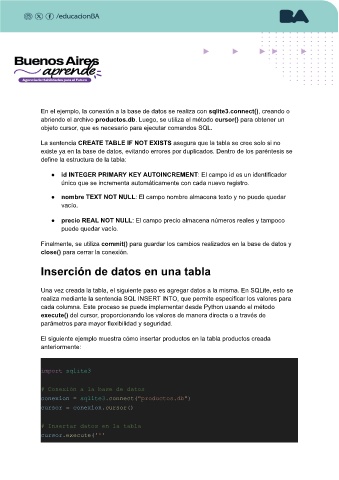 /educacionBA
BA
Buenos Aires
aprende
Agencia de Habilidades para el Futuro
En el ejemplo, la conexión a la base de datos se realiza con sqlite3.connect(), creando o
abriendo el archivo productos.db. Luego, se utiliza el método cursor() para obtener un
objeto cursor, que es necesario para ejecutar comandos SQL.
La sentencia CREATE TABLE IF NOT EXISTS asegura que la tabla se cree solo si no
existe ya en la base de datos, evitando errores por duplicados. Dentro de los paréntesis se
define la estructura de la tabla:
● id INTEGER PRIMARY KEY AUTOINCREMENT: El campo id es un identificador
único que se incrementa automáticamente con cada nuevo registro.
● nombre TEXT NOT NULL: El campo nombre almacena texto y no puede quedar
vacío.
● precio REAL NOT NULL: El campo precio almacena números reales y tampoco
puede quedar vacío.
Finalmente, se utiliza commit() para guardar los cambios realizados en la base de datos y
close() para cerrar la conexión.
Inserción de datos en una tabla
Una vez creada la tabla, el siguiente paso es agregar datos a la misma. En SQLite, esto se
realiza mediante la sentencia SQL INSERT INTO, que permite especificar los valores para
cada columna. Este proceso se puede implementar desde Python usando el método
execute() del cursor, proporcionando los valores de manera directa o a través de
parámetros para mayor flexibilidad y seguridad.
El siguiente ejemplo muestra cómo insertar productos en la tabla productos creada
anteriormente:
import sqlite3
# Conexión a la base de datos
conexion = sqlite3.connect("productos.db")
cursor = conexion.cursor()
# Insertar datos en la tabla
cursor.execute('''